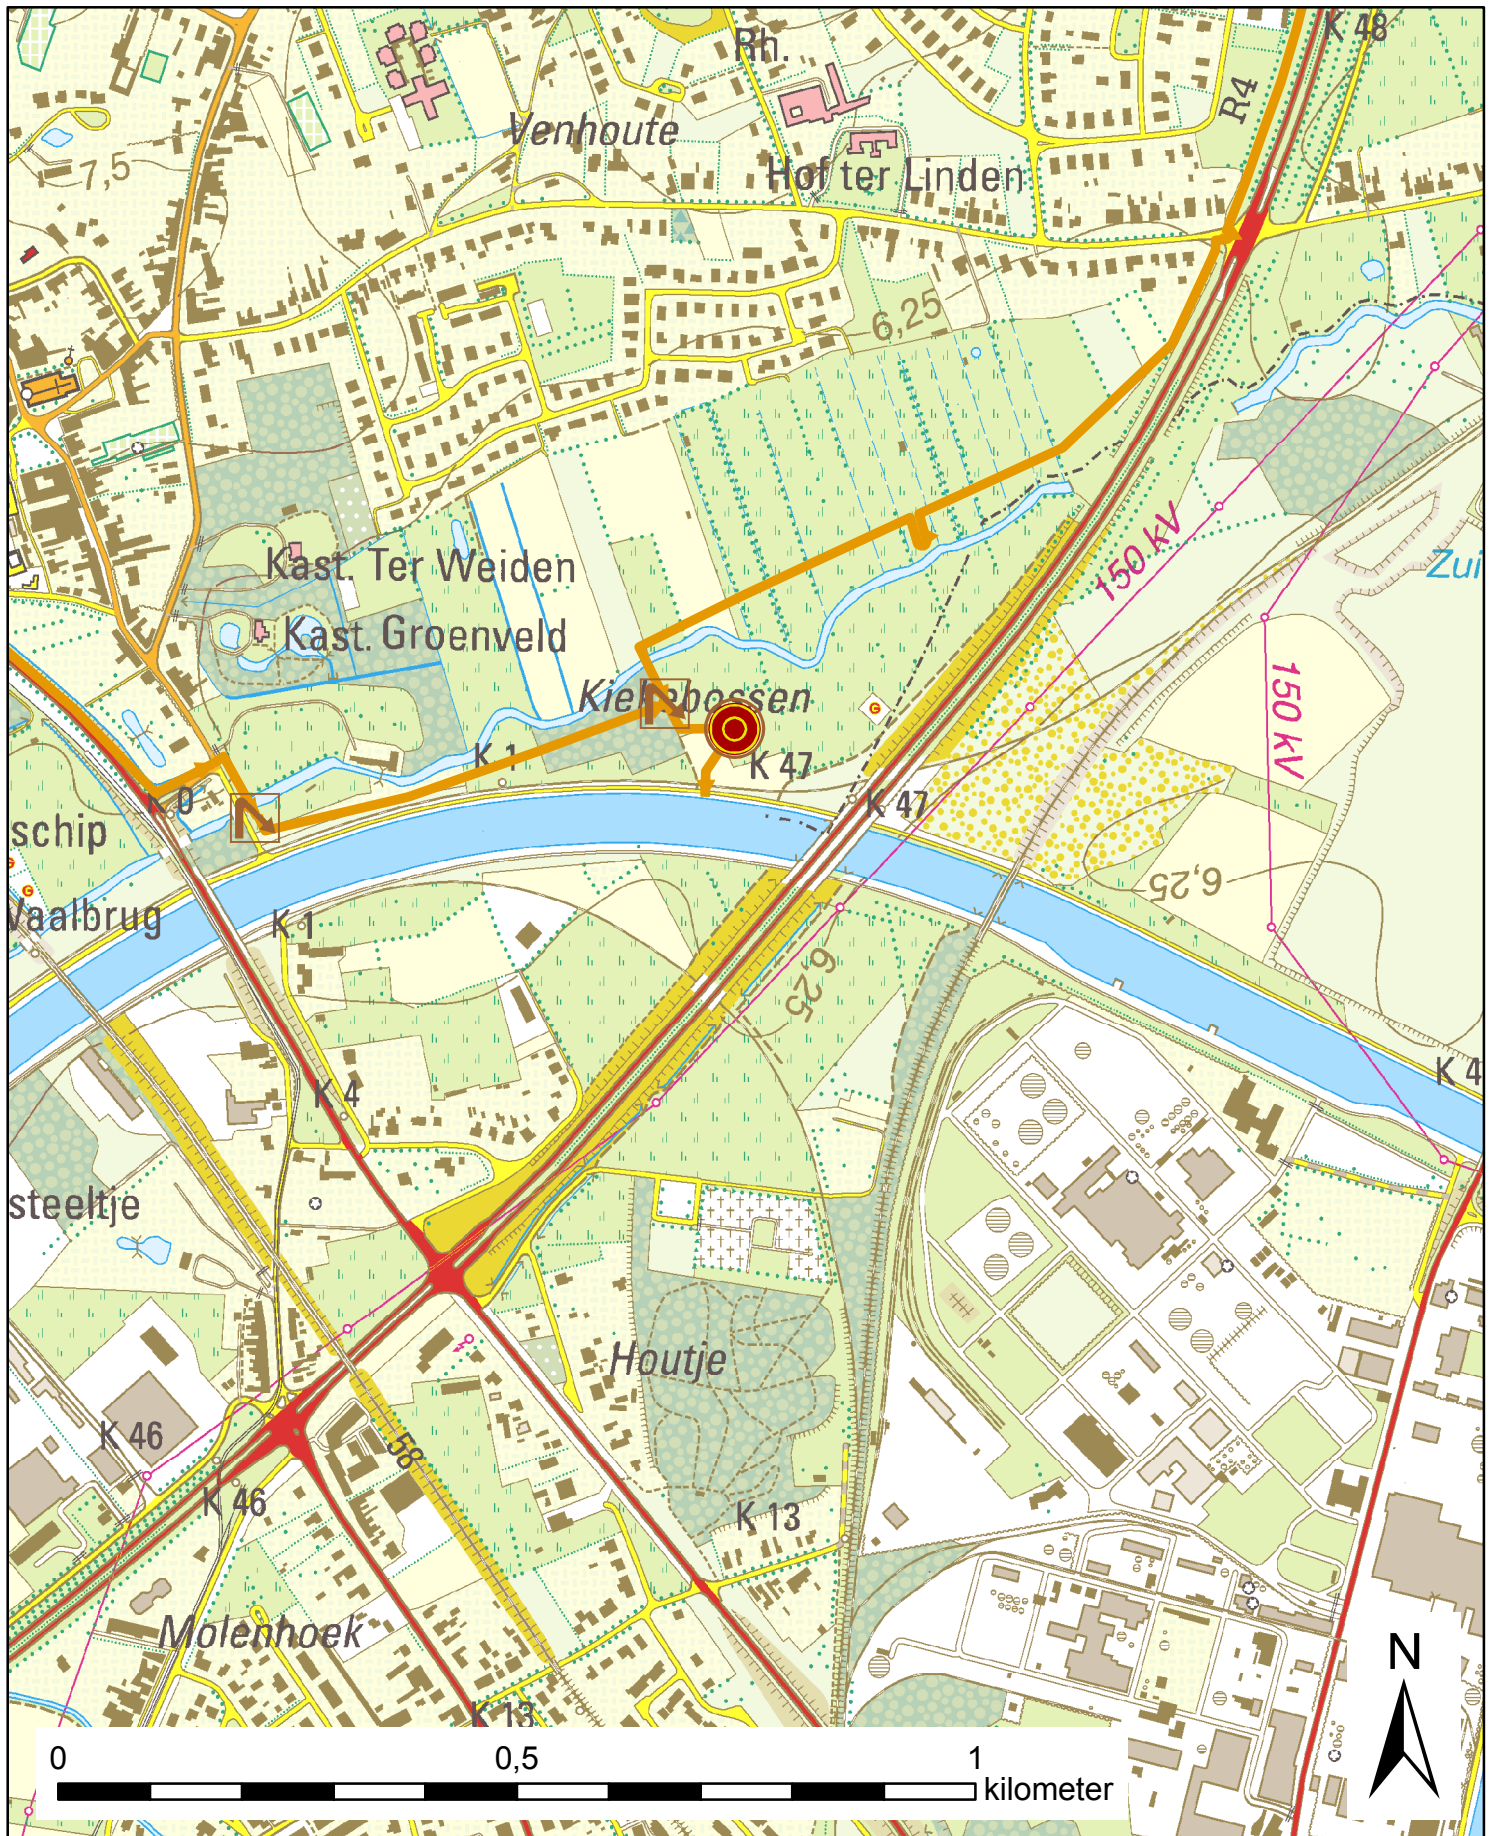 K 48
Rh.
R4
Venhoute
7,5
Hof ter Linden
6,25
150 kV
Kast. Ter Weiden
Zui
Kast. Groenveld
150 kV
G
K 1
K 47
K 0
K 47
schip
G
G
6,25
K 1
Vaalbrug
6,25
K 4
K 4
steeltje
Houtje
K 46
58
K 46
K 13
Molenhoek
N
K 13
0
0,5
1
kilometer